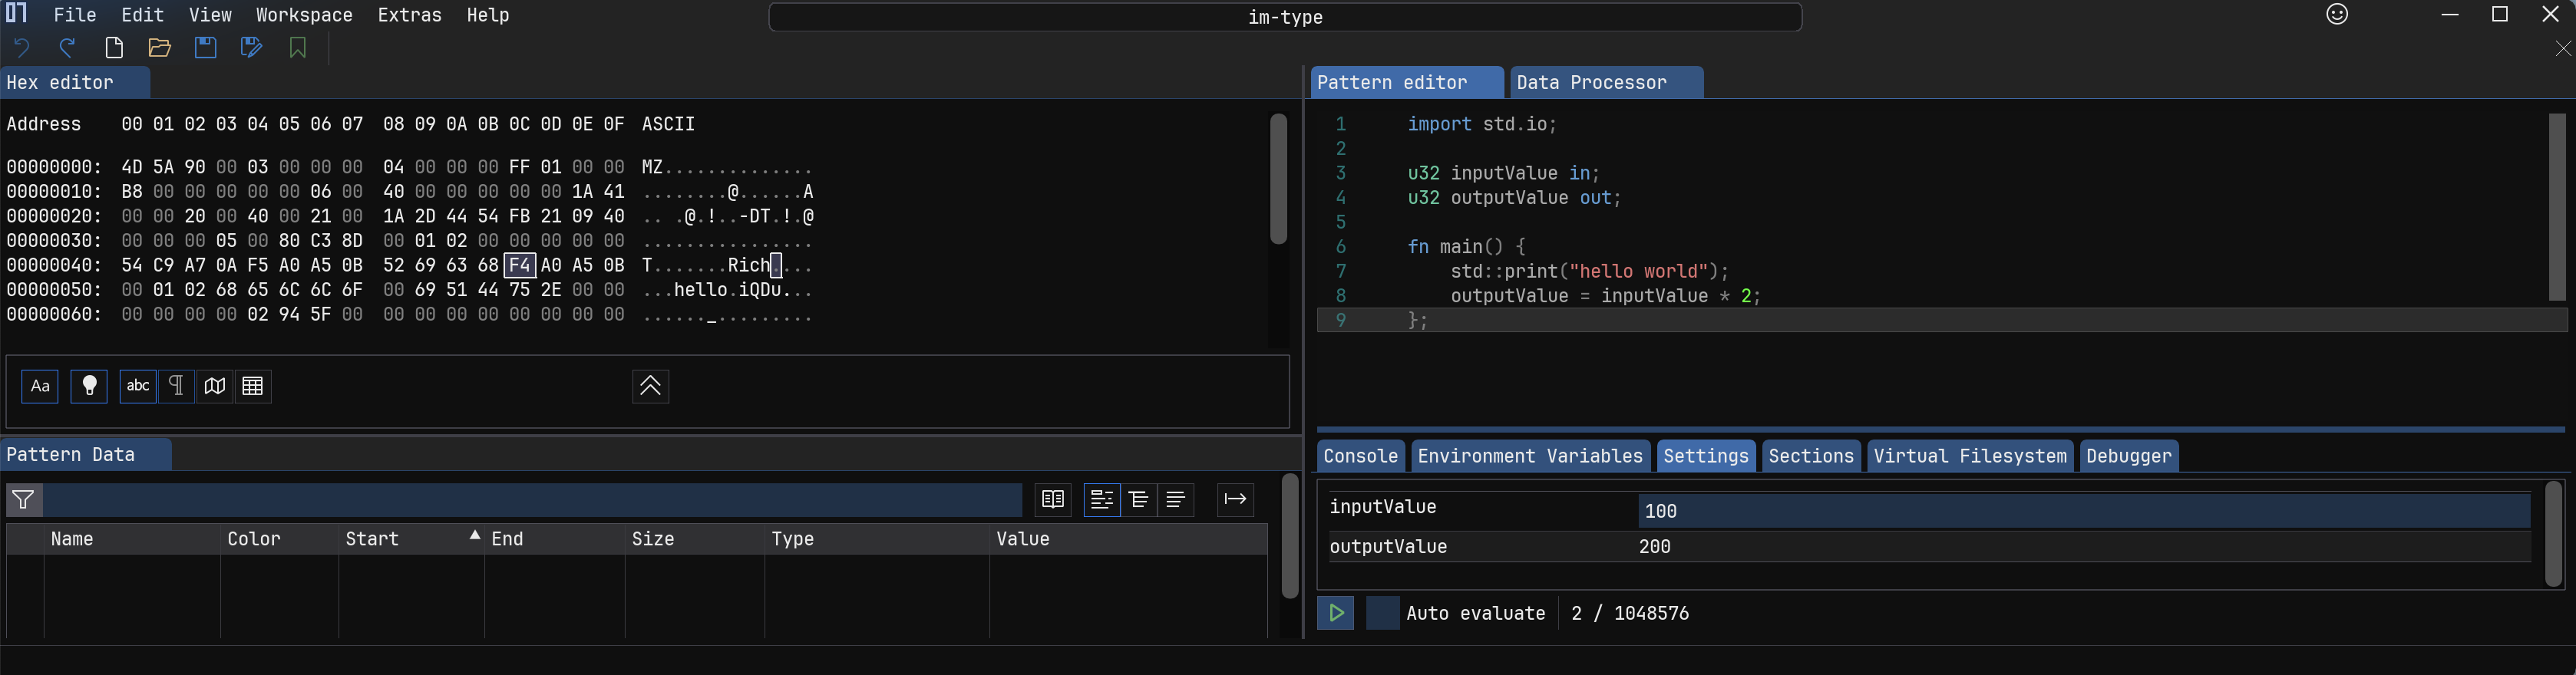 File Edit View Workspace Extras Help
im-type
Hex editor
Address 00 01 02 03 04 05 06 07 08 09 0A 0B 0C 0D 0E 0F ASCII
00000000: 4D 5A 90 00 03 00 00 00 04 00 00 00 FF 01 00 00 MZ..............
00000010: B8 00 00 00 00 00 06 00 40 00 00 00 00 00 1A 41 ........@......A
00000020: 00 00 20 00 40 00 21 00 1A 2D 44 54 FB 21 09 40 .. .@.!..-DT.!.@
00000030: 00 00 00 05 00 80 C3 8D 00 01 02 00 00 00 00 00 ................
00000040: 54 C9 A7 0A F5 A0 A5 0B 52 69 63 68 F4 A0 A5 0B T.......Rich....
00000050: 00 01 02 68 65 6C 6C 6F 00 69 51 44 75 2E 00 00 ...hello.iQDu...
00000060: 00 00 00 00 02 94 5F 00 00 00 00 00 00 00 00 00 ......_.........
Aa abc
Pattern Data
Name Color Start End Size Type Value
Pattern editor Data Processor
1 import std.io;
2
3 u32 inputValue in;
4 u32 outputValue out;
5
6 fn main() {
7     std::print("hello world");
8     outputValue = inputValue * 2;
9 };
Console Environment Variables Settings Sections Virtual Filesystem Debugger
inputValue 100
outputValue 200
Auto evaluate 2 / 1048576